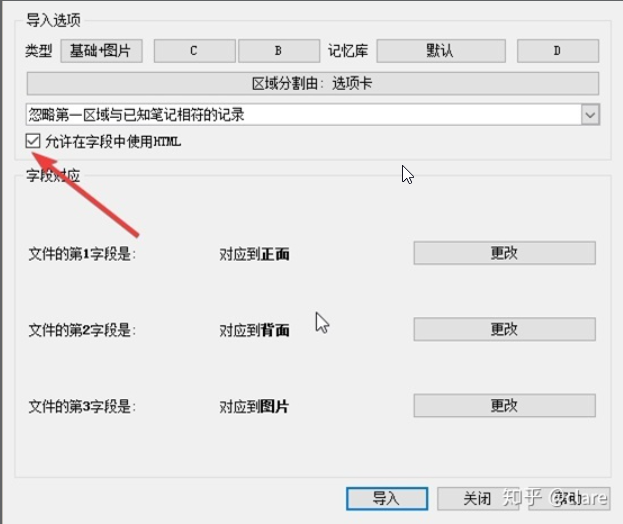 导入选项
类型 基础+图片 C B 记忆库 默认 D
区域分割由: 选项卡
忽略第一区域与已知笔记相符的记录
允许在字段中使用HTML
字段对应
文件的第1字段是: 对应到正面 更改
文件的第2字段是: 对应到背面 更改
文件的第3字段是: 对应到图片 更改
导入 关闭 帮助
知乎 @clare